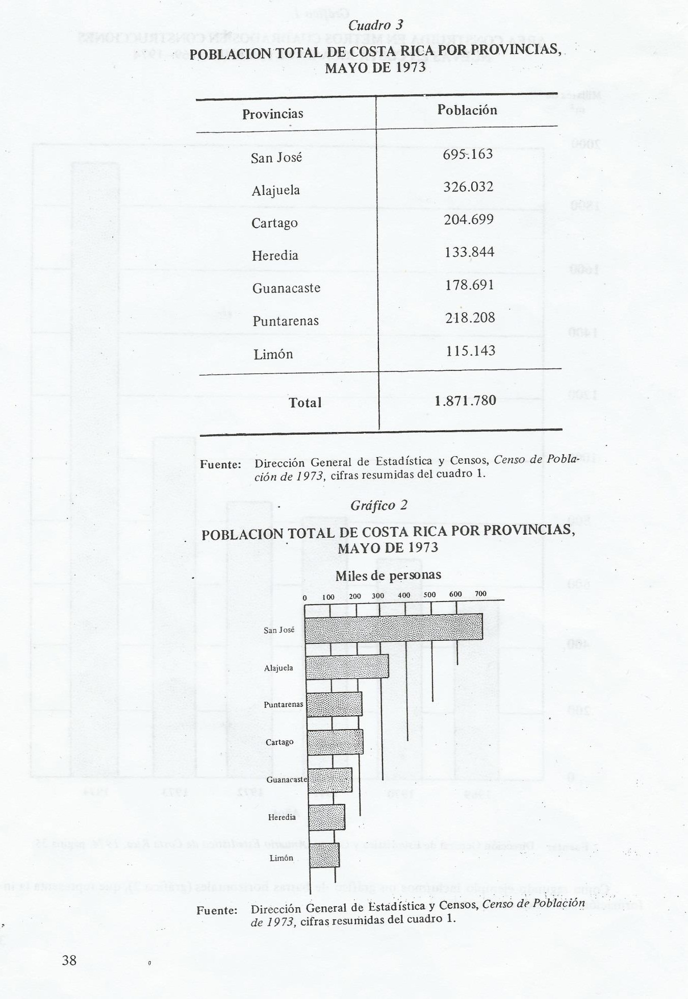 Cuadro 3
POBLACION TOTAL DE COSTA RICA POR PROVINCIAS,
MAYO DE 1973
Provincias Población
San José 695.163
Alajuela 326.032
Cartago 204.699
Heredia 133.844
Guanacaste 178.691
Puntarenas 218.208
Limón 115.143
Total 1.871.780
Fuente: Dirección General de Estadística y Censos, Censo de Pobla-
ción de 1973, cifras resumidas del cuadro 1.
Gráfico 2
POBLACION TOTAL DE COSTA RICA POR PROVINCIAS,
MAYO DE 1973
Miles de personas
0 100 200 300 400 500 600 700
San José
Alajuela
Puntarenas
Cartago
Guanacaste
Heredia
Limón
Fuente: Dirección General de Estadística y Censos, Censo de Población
de 1973, cifras resumidas del cuadro 1.
38